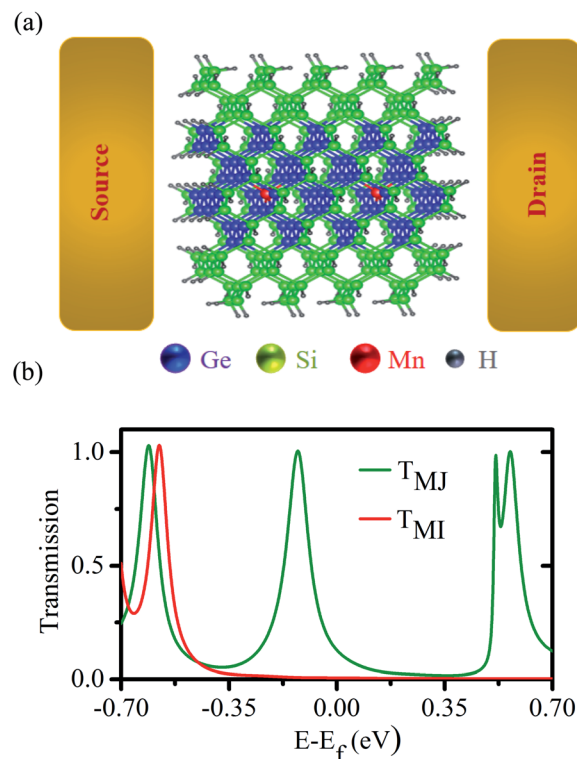 (a)
Source
Drain
Ge Si Mn H
(b)
Transmission
1.0
0.5
0.0
T_MJ
T_MI
-0.70 -0.35 0.00 0.35 0.70
E-E_f (eV)